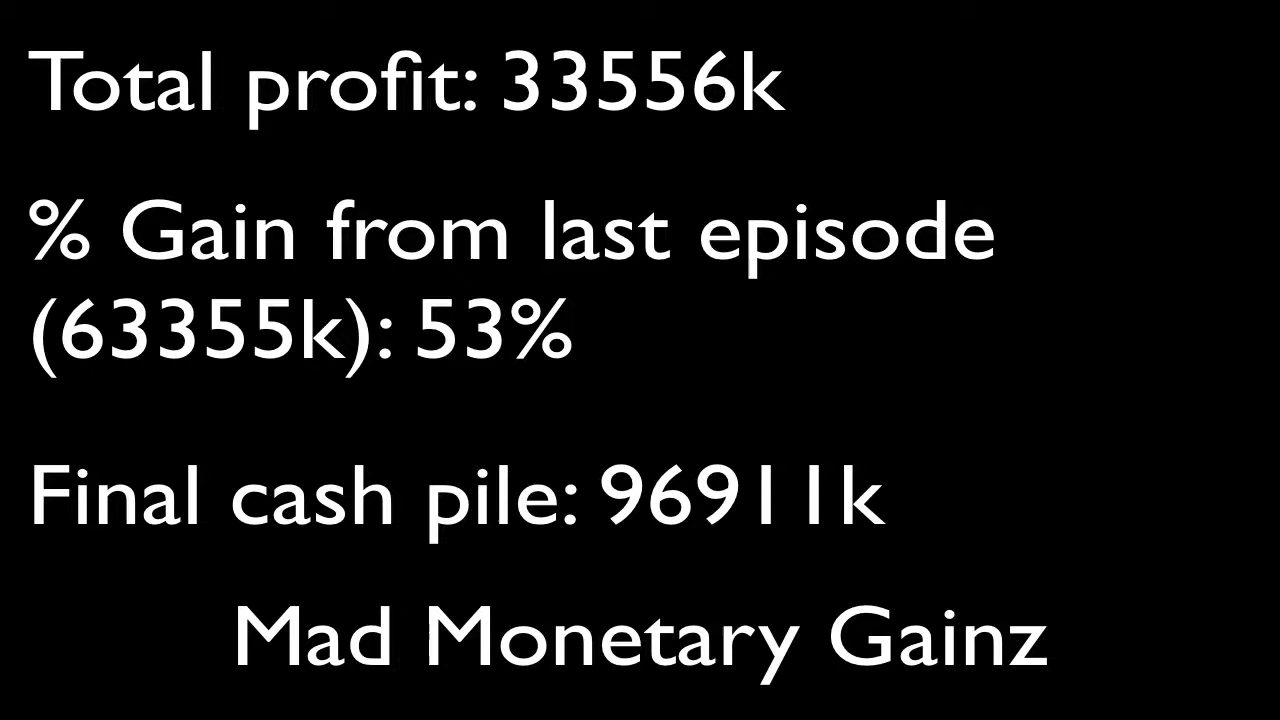 Total profit: 33556k
% Gain from last episode
(63355k): 53%
Final cash pile: 96911k
Mad Monetary Gainz